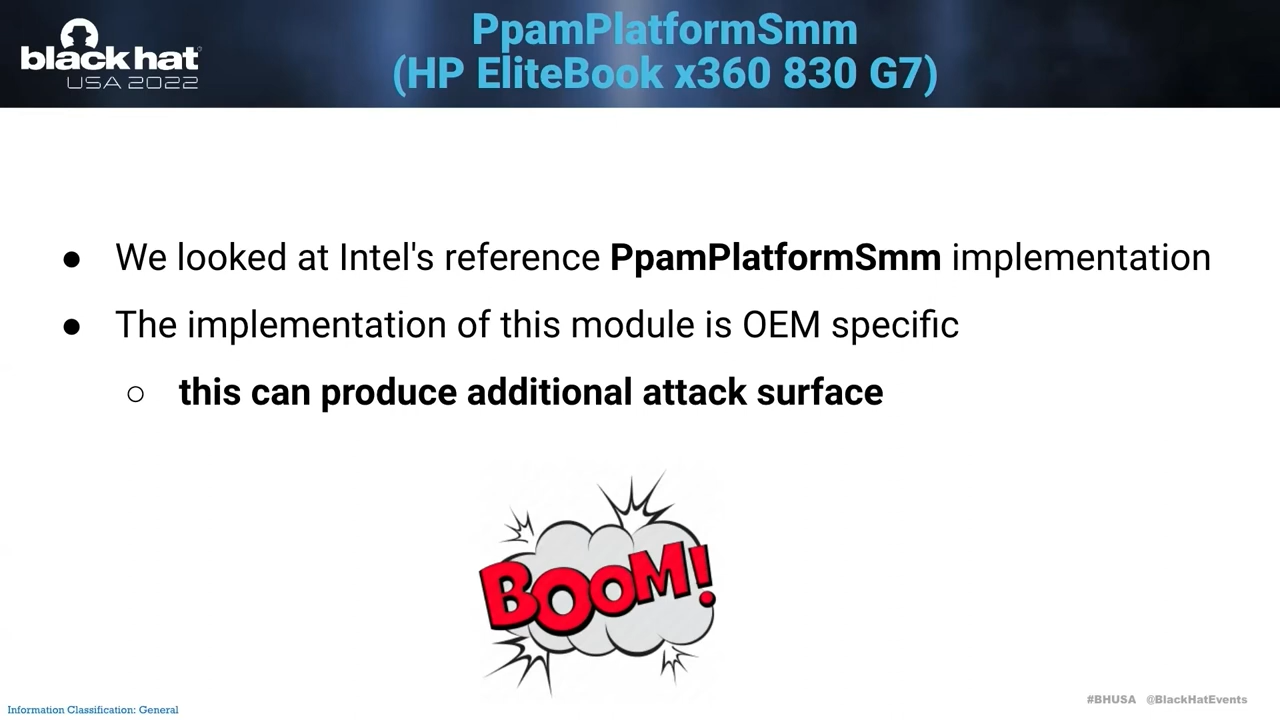 black hat
USA 2022
PpamPlatformSmm
(HP EliteBook x360 830 G7)
● We looked at Intel's reference PpamPlatformSmm implementation
● The implementation of this module is OEM specific
○ this can produce additional attack surface
BOOM!
Information Classification: General
#BHUSA @BlackHatEvents